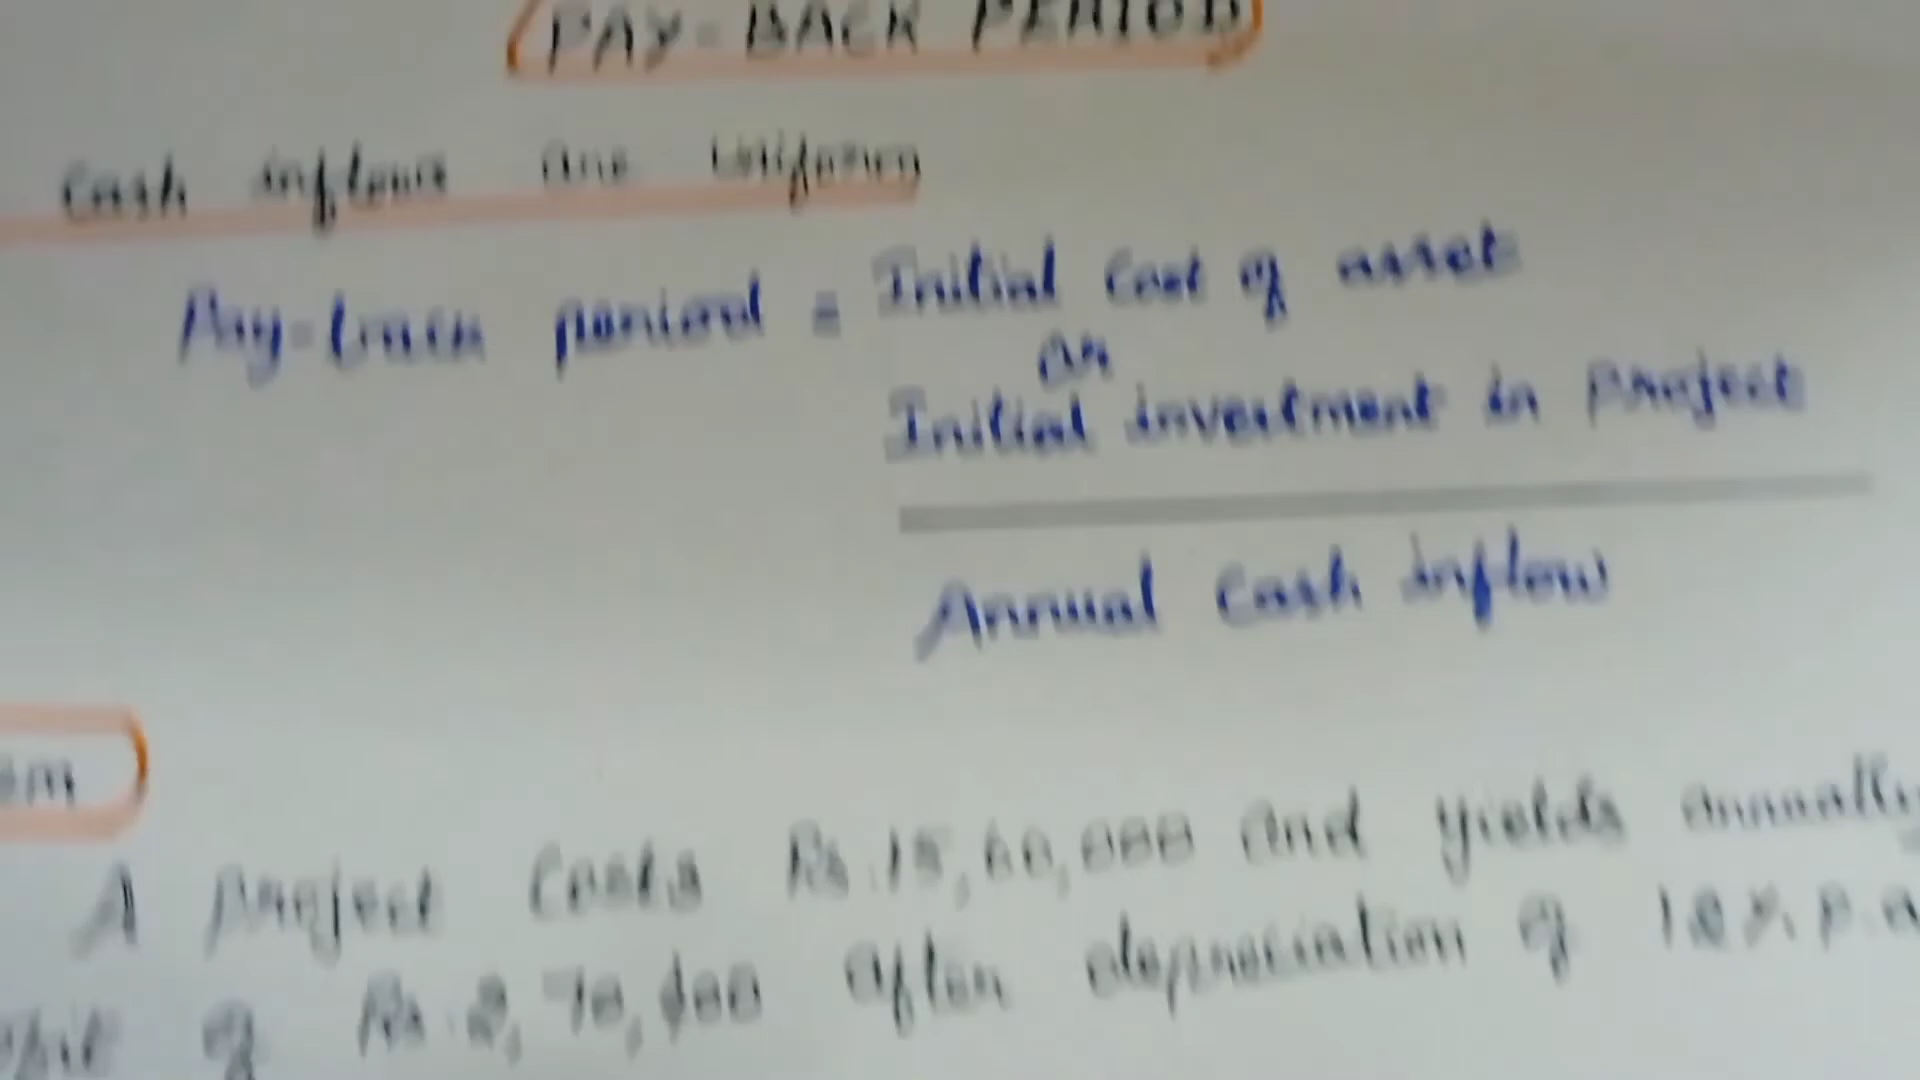 PAY-BACK PERIOD
Cash inflows are Uniform
Pay-back period = Initial Cost of asset
or
Initial investment in Project
Annual Cash inflow
A Project Costs Rs.15,60,000 and yields annually
of Rs. 2,70,400 after depreciation of 12% p.a